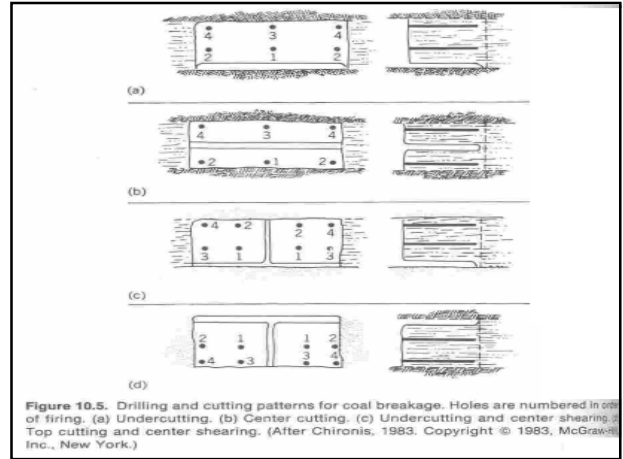 4 3 4
2 1 2
(a)
4 3 4
2 1 2
(b)
4 2 2 4
3 1 1 3
(c)
2 1 1 2
4 3 3 4
(d)
Figure 10.5. Drilling and cutting patterns for coal breakage. Holes are numbered in order
of firing. (a) Undercutting. (b) Center cutting. (c) Undercutting and center shearing.
Top cutting and center shearing. (After Chironis, 1983. Copyright © 1983,
Inc., New York.)